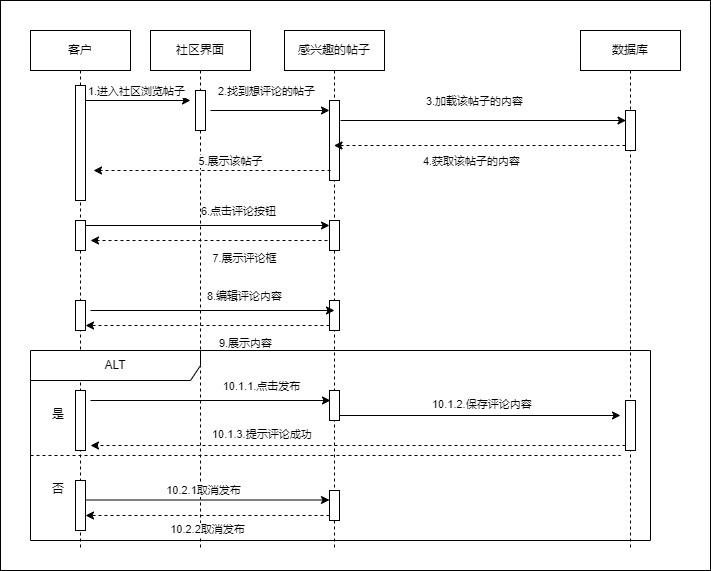 客户
社区界面
感兴趣的帖子
数据库
1.进入社区浏览帖子
2.找到想评论的帖子
3.加载该帖子的内容
4.获取该帖子的内容
5.展示该帖子
6.点击评论按钮
7.展示评论框
8.编辑评论内容
9.展示内容
ALT
是
10.1.1.点击发布
10.1.2.保存评论内容
10.1.3.提示评论成功
否
10.2.1取消发布
10.2.2取消发布